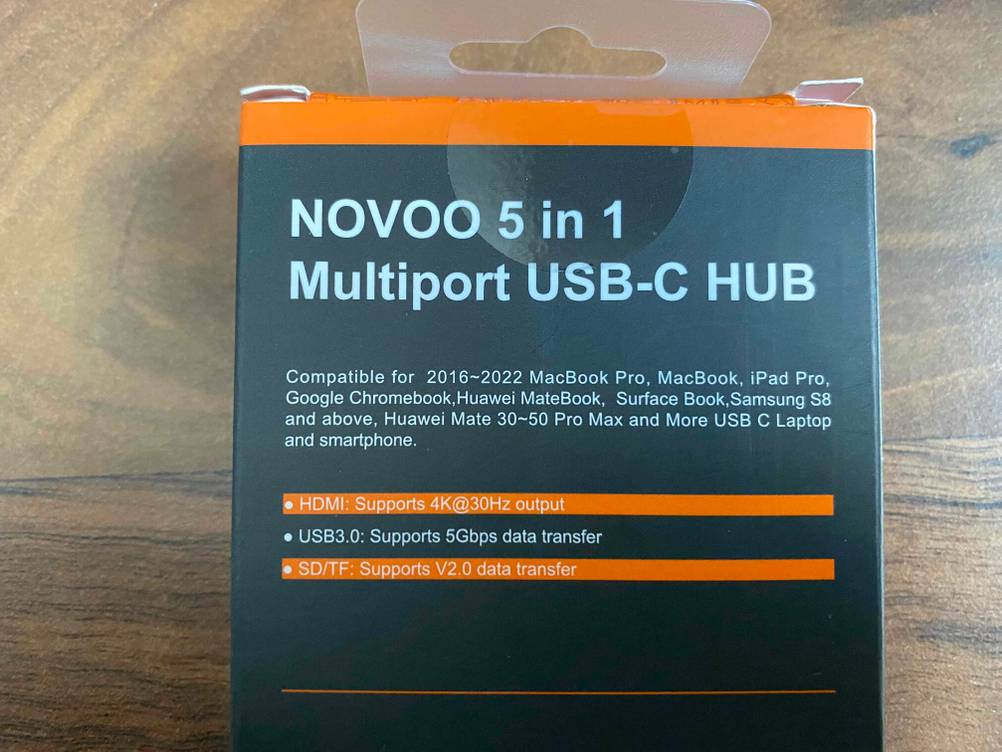 NOVOO 5 in 1
Multiport USB-C HUB
Compatible for 2016~2022 MacBook Pro, MacBook, iPad Pro,
Google Chromebook,Huawei MateBook, Surface Book,Samsung S8
and above, Huawei Mate 30~50 Pro Max and More USB C Laptop
and smartphone.
● HDMI: Supports 4K@30Hz output
● USB3.0: Supports 5Gbps data transfer
● SD/TF: Supports V2.0 data transfer